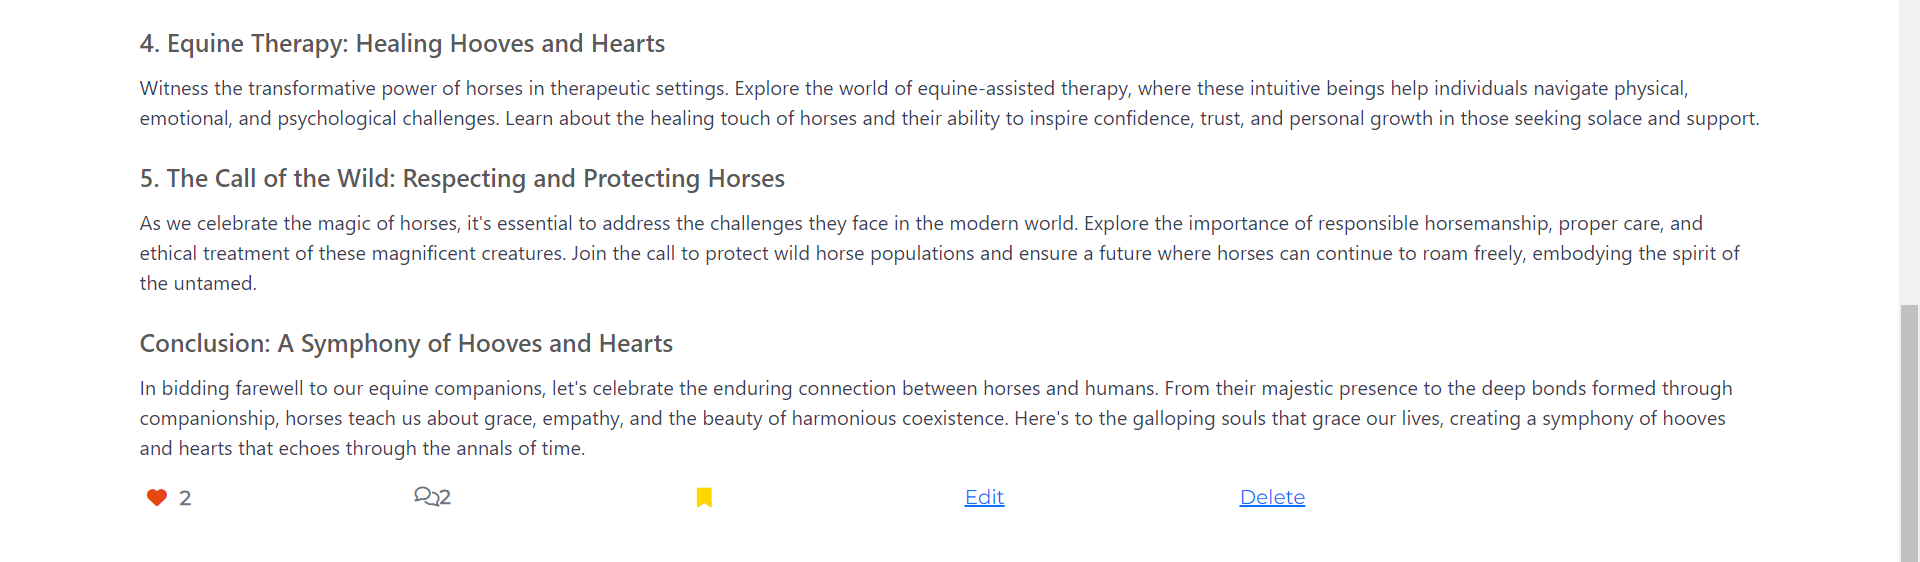 4. Equine Therapy: Healing Hooves and Hearts
Witness the transformative power of horses in therapeutic settings. Explore the world of equine-assisted therapy, where these intuitive beings help individuals navigate physical,
emotional, and psychological challenges. Learn about the healing touch of horses and their ability to inspire confidence, trust, and personal growth in those seeking solace and support.
5. The Call of the Wild: Respecting and Protecting Horses
As we celebrate the magic of horses, it's essential to address the challenges they face in the modern world. Explore the importance of responsible horsemanship, proper care, and
ethical treatment of these magnificent creatures. Join the call to protect wild horse populations and ensure a future where horses can continue to roam freely, embodying the spirit of
the untamed.
Conclusion: A Symphony of Hooves and Hearts
In bidding farewell to our equine companions, let's celebrate the enduring connection between horses and humans. From their majestic presence to the deep bonds formed through
companionship, horses teach us about grace, empathy, and the beauty of harmonious coexistence. Here's to the galloping souls that grace our lives, creating a symphony of hooves
and hearts that echoes through the annals of time.
2 2 Edit Delete